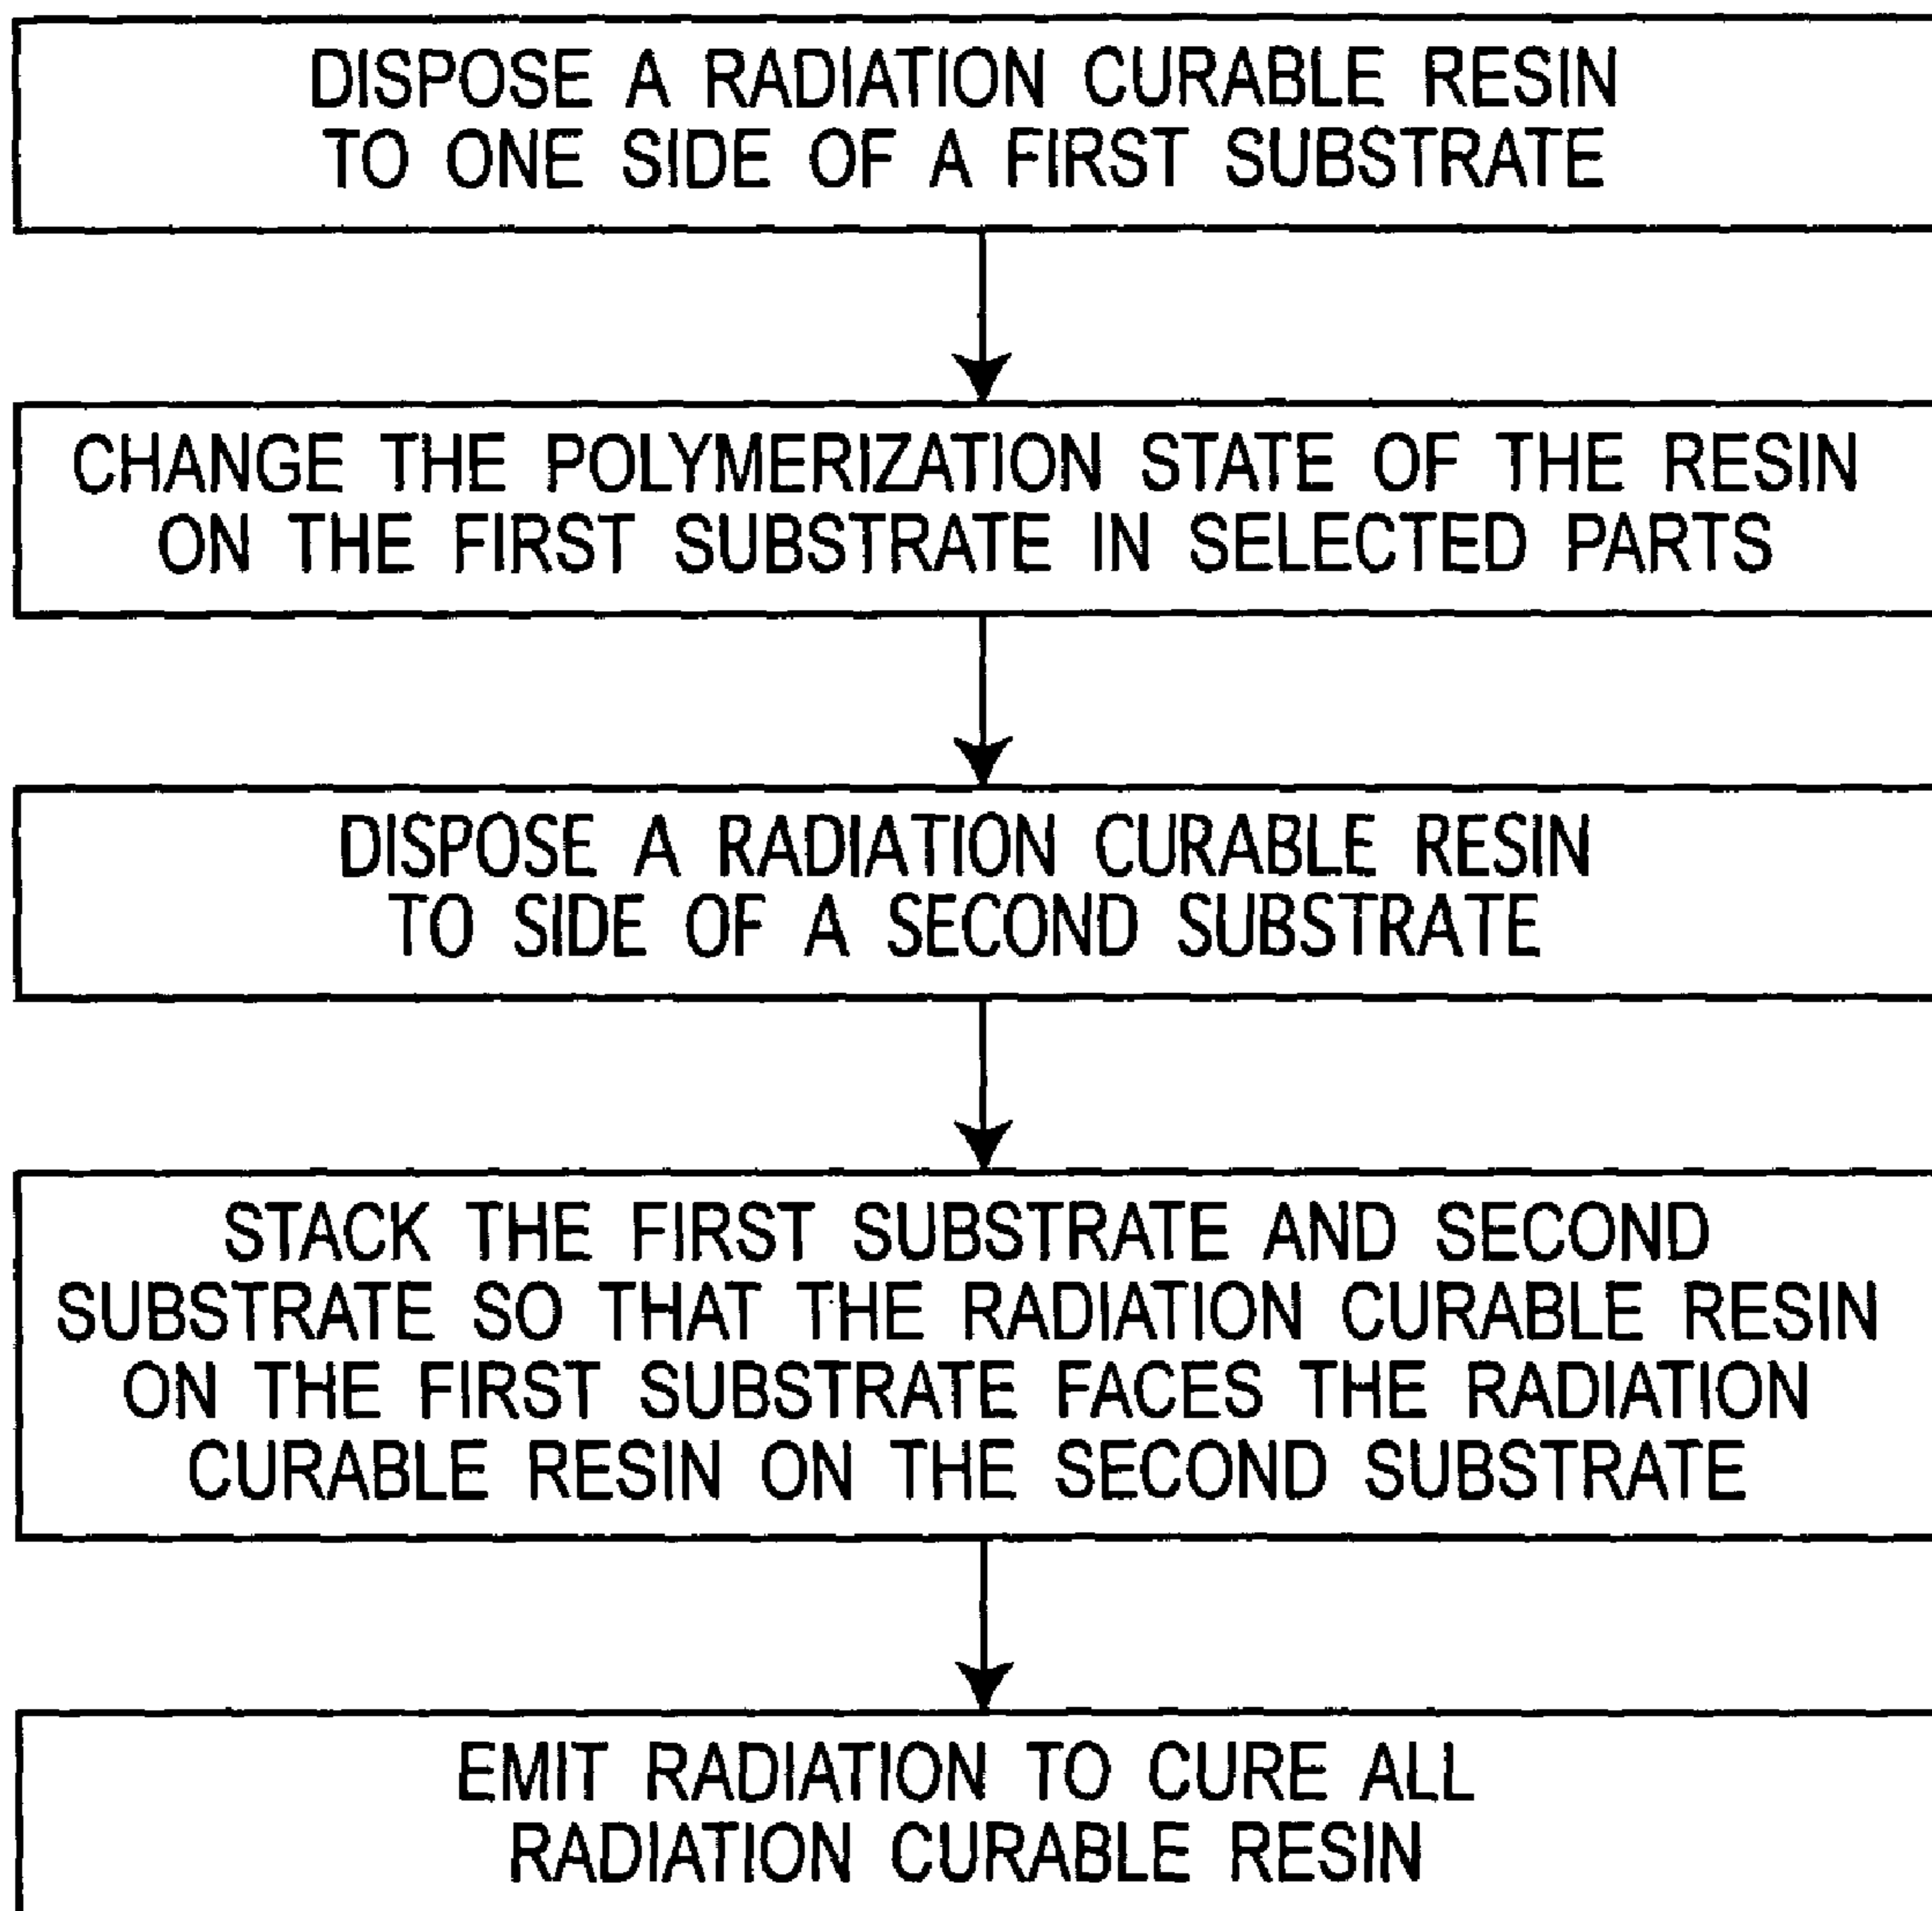 DISPOSE A RADIATION CURABLE RESIN
TO ONE SIDE OF A FIRST SUBSTRATE
CHANGE THE POLYMERIZATION STATE OF THE RESIN
ON THE FIRST SUBSTRATE IN SELECTED PARTS
DISPOSE A RADIATION CURABLE RESIN
TO SIDE OF A SECOND SUBSTRATE
STACK THE FIRST SUBSTRATE AND SECOND
SUBSTRATE SO THAT THE RADIATION CURABLE RESIN
ON THE FIRST SUBSTRATE FACES THE RADIATION
CURABLE RESIN ON THE SECOND SUBSTRATE
EMIT RADIATION TO CURE ALL
RADIATION CURABLE RESIN